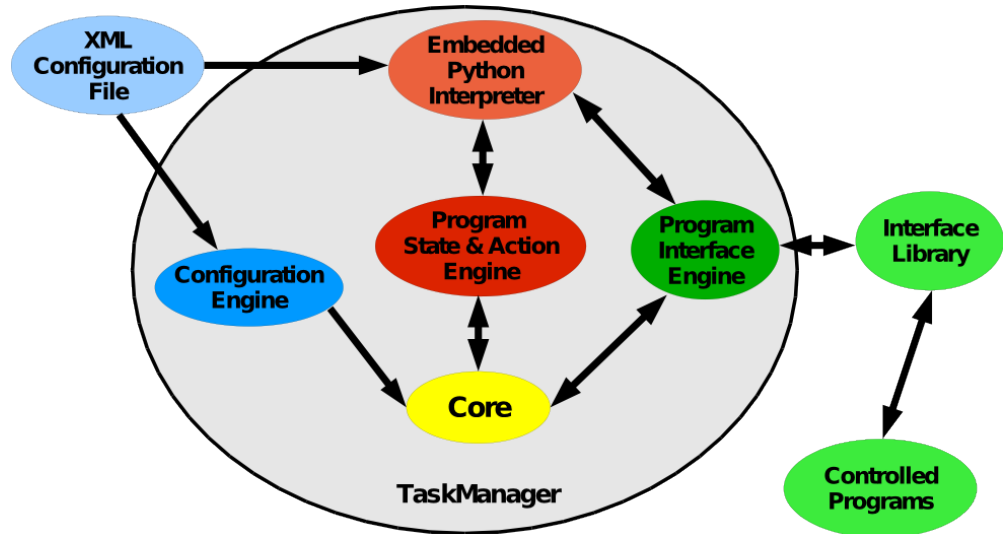 XML
Configuration
File
Embedded
Python
Interpreter
Program
State & Action
Engine
Program
Interface
Engine
Interface
Library
Configuration
Engine
Core
Controlled
Programs
TaskManager